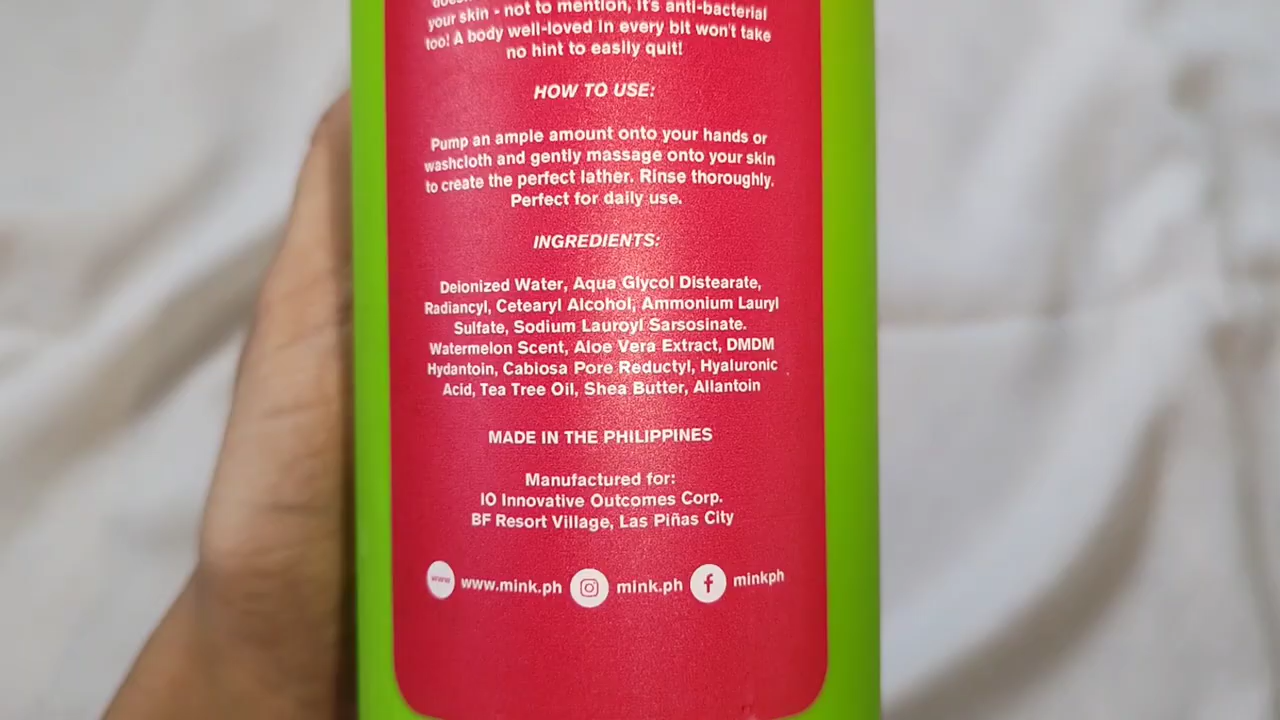 your skin - not to mention, it's anti-bacterial
too! A body well-loved in every bit won't take
no hint to easily quit!
HOW TO USE:
Pump an ample amount onto your hands or
washcloth and gently massage onto your skin
to create the perfect lather. Rinse thoroughly.
Perfect for daily use.
INGREDIENTS:
Deionized Water, Aqua Glycol Distearate,
Radiancyl, Cetearyl Alcohol, Ammonium Lauryl
Sulfate, Sodium Lauroyl Sarsosinate.
Watermelon Scent, Aloe Vera Extract, DMDM
Hydantoin, Cabiosa Pore Reductyl, Hyaluronic
Acid, Tea Tree Oil, Shea Butter, Allantoin
MADE IN THE PHILIPPINES
Manufactured for:
IO Innovative Outcomes Corp.
BF Resort Village, Las Piñas City
www www.mink.ph mink.ph minkph